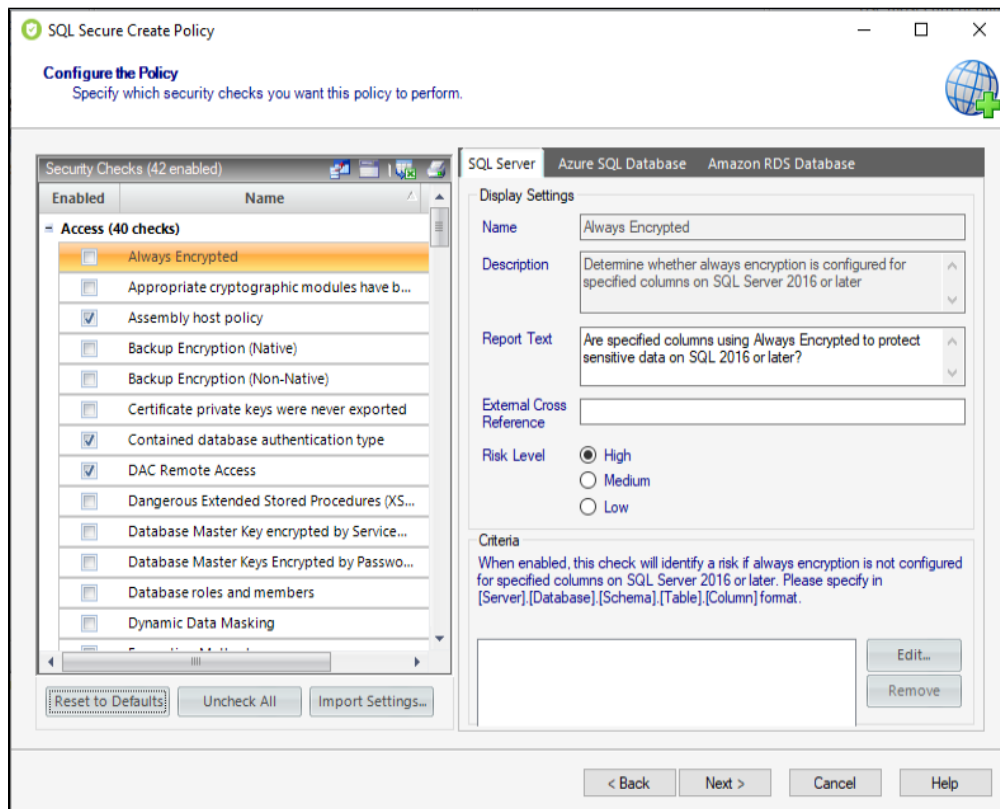 SQL Secure Create Policy
Configure the Policy
Specify which security checks you want this policy to perform.
Security Checks (42 enabled)
Enabled Name
Access (40 checks)
Always Encrypted
Appropriate cryptographic modules have b...
Assembly host policy
Backup Encryption (Native)
Backup Encryption (Non-Native)
Certificate private keys were never exported
Contained database authentication type
DAC Remote Access
Dangerous Extended Stored Procedures (XS...
Database Master Key encrypted by Service...
Database Master Keys Encrypted by Passwo...
Database roles and members
Dynamic Data Masking
Reset to Defaults Uncheck All Import Settings...
SQL Server Azure SQL Database Amazon RDS Database
Display Settings
Name Always Encrypted
Description Determine whether always encryption is configured for
specified columns on SQL Server 2016 or later
Report Text Are specified columns using Always Encrypted to protect
sensitive data on SQL 2016 or later?
External Cross
Reference
Risk Level High
Medium
Low
Criteria
When enabled, this check will identify a risk if always encryption is not configured
for specified columns on SQL Server 2016 or later. Please specify in
[Server].[Database].[Schema].[Table].[Column] format.
Edit...
Remove
< Back Next > Cancel Help